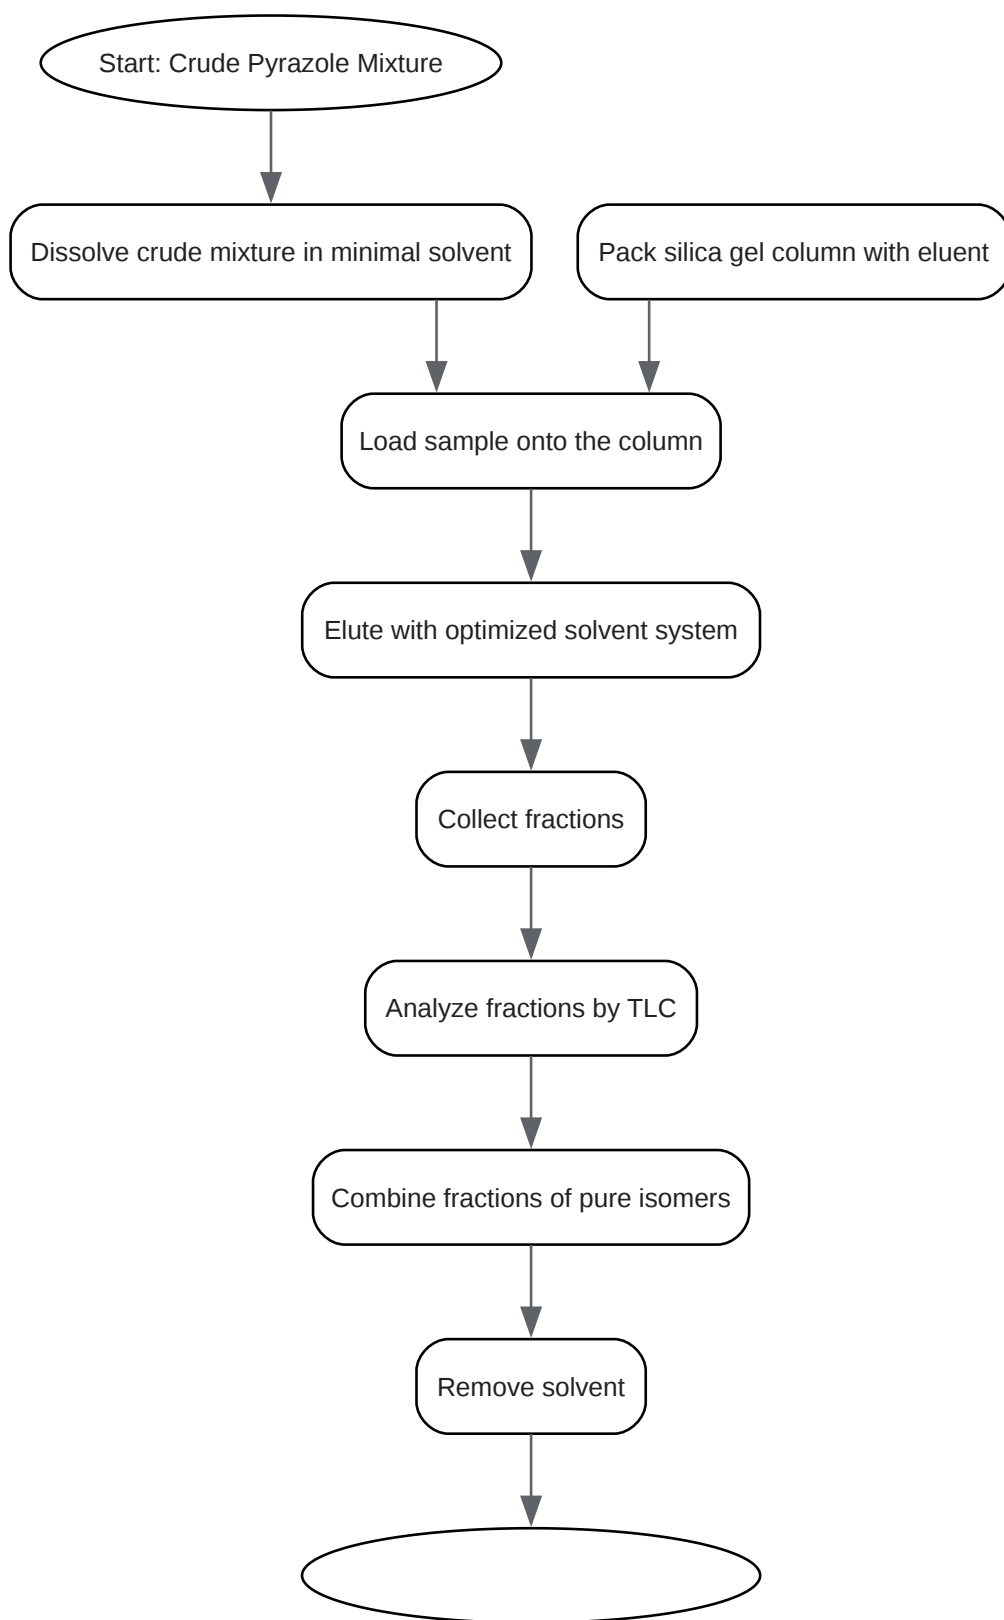 Start: Crude Pyrazole Mixture
Dissolve crude mixture in minimal solvent
Pack silica gel column with eluent
Load sample onto the column
Elute with optimized solvent system
Collect fractions
Analyze fractions by TLC
Combine fractions of pure isomers
Remove solvent